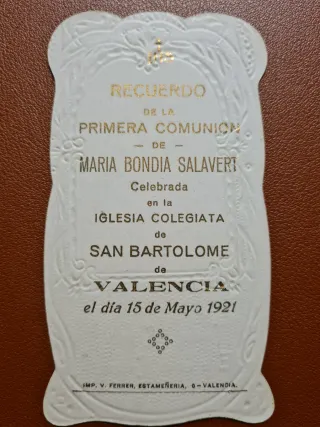 RECUERDO
DE LA
PRIMERA COMUNION
- DE -
MARIA BONDIA SALAVERT
Celebrada
en la
IGLESIA COLEGIATA
de
SAN BARTOLOME
de
VALENCIA
el día 15 de Mayo 1921
IMP. V. FERRER, ESTAMEÑERIA, 6 - VALENCIA.